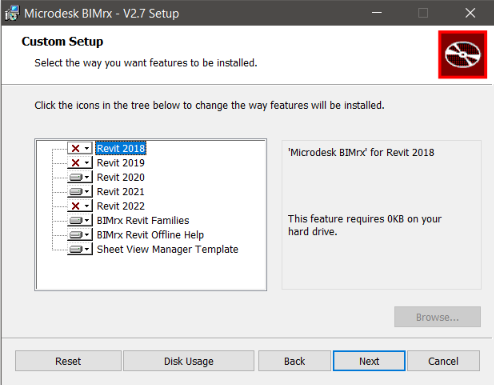 Microdesk BIMrx - V2.7 Setup
Custom Setup
Select the way you want features to be installed.
Click the icons in the tree below to change the way features will be installed.
Revit 2018
Revit 2019
Revit 2020
Revit 2021
Revit 2022
BIMrx Revit Families
BIMrx Revit Offline Help
Sheet View Manager Template
'Microdesk BIMrx' for Revit 2018
This feature requires 0KB on your
hard drive.
Browse...
Reset Disk Usage Back Next Cancel